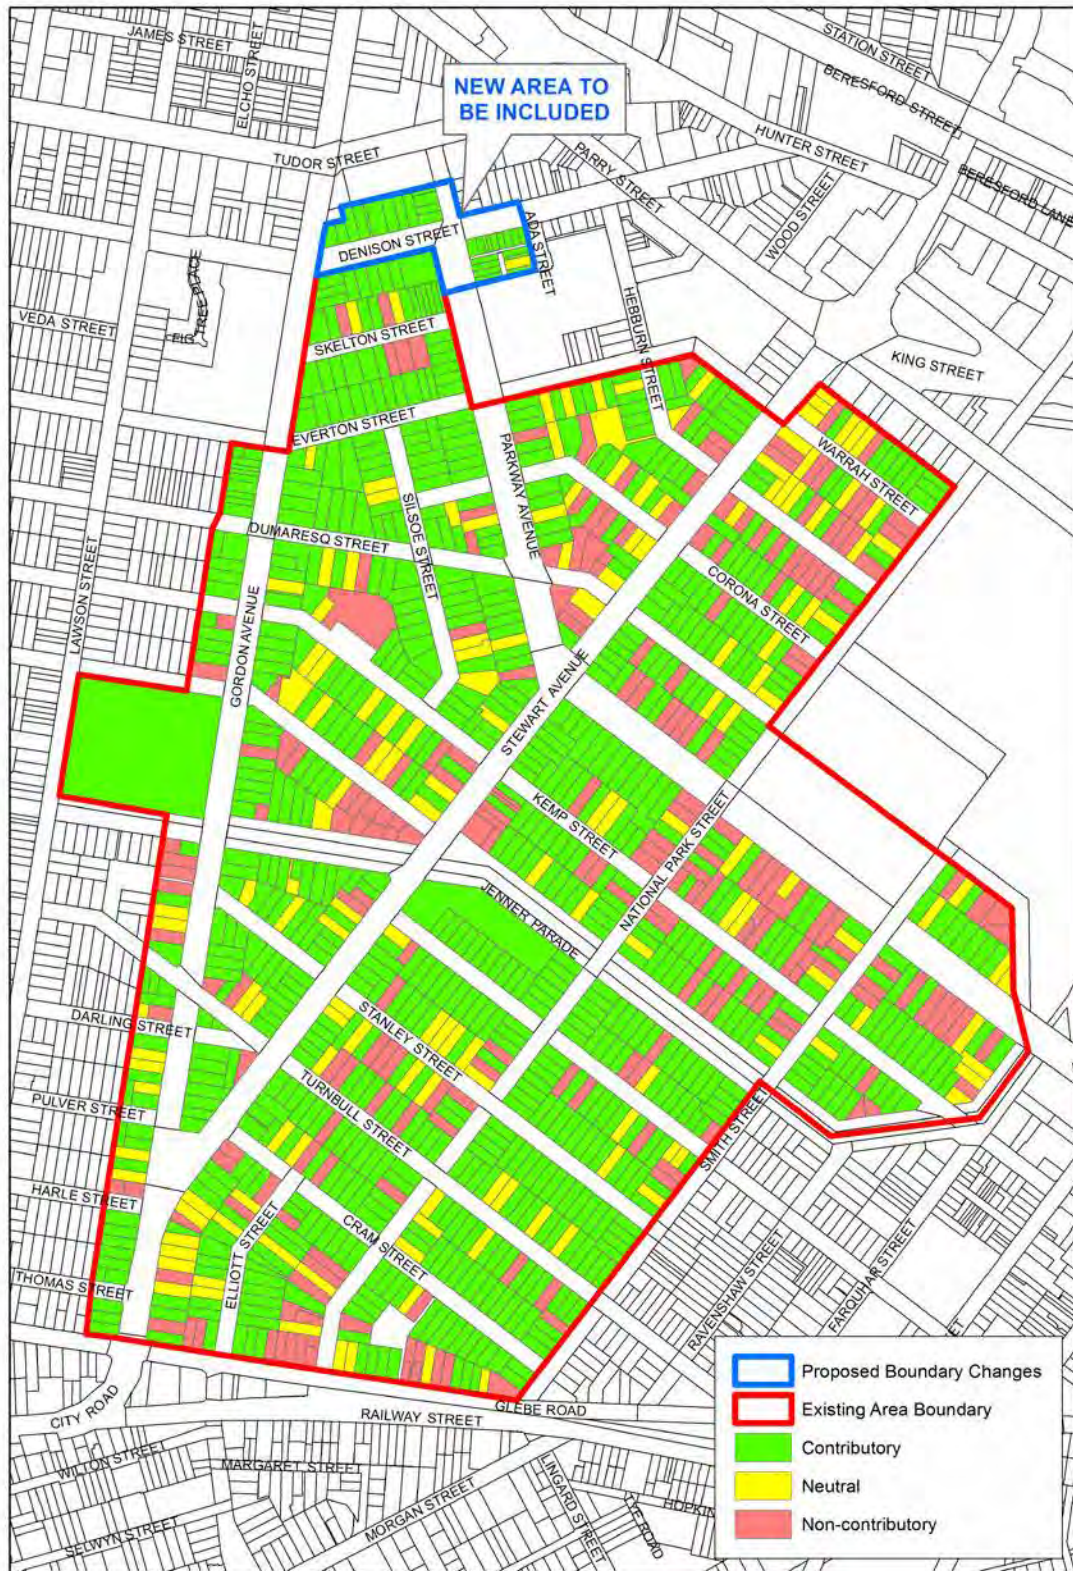 JAMES STREET
ELCHO STREET
STATION STREET
BERESFORD STREET
NEW AREA TO
BE INCLUDED
HUNTER STREET
TUDOR STREET
PARRY STREET
BERESFORD LANE
WOOD STREET
DENISON STREET
ADA STREET
FIG TREE PLACE
HEBBURN STREET
VEDA STREET
SKELTON STREET
KING STREET
EVERTON STREET
WARRAH STREET
PARKWAY AVENUE
SILSOE STREET
DUMARESQ STREET
CORONA STREET
LAWSON STREET
GORDON AVENUE
STEWART AVENUE
KEMP STREET
NATIONAL PARK STREET
JENNER PARADE
DARLING STREET
STANLEY STREET
PULVER STREET
TURNBULL STREET
SMITH STREET
HARLE STREET
ELLIOTT STREET
CRAM STREET
THOMAS STREET
RAVENSHAW STREET
FARQUHAR STREET
ET
CITY ROAD
GLEBE ROAD
RAILWAY STREET
WILTON STREET
MARGARET STREET
SELWYN STREET
MORGAN STREET
LINGARD STREET
TYE ROAD
HOPKIN
Proposed Boundary Changes
Existing Area Boundary
Contributory
Neutral
Non-contributory